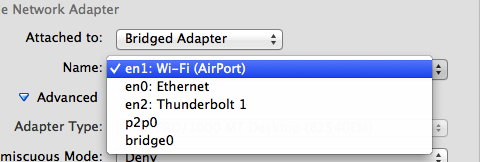 e Network Adapter
Attached to: Bridged Adapter
Name: ✓ en1: Wi-Fi (AirPort)
en0: Ethernet
Advanced
en2: Thunderbolt 1
p2p0
Adapter Type:
bridge0
miscuous Mode: Deny